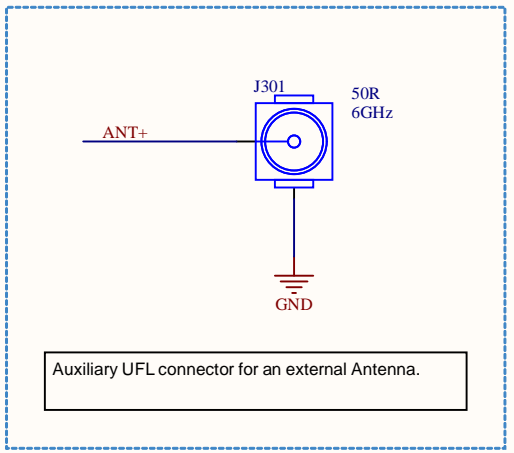 J301
50R
6GHz
ANT+
GND
Auxiliary UFL connector for an external Antenna.